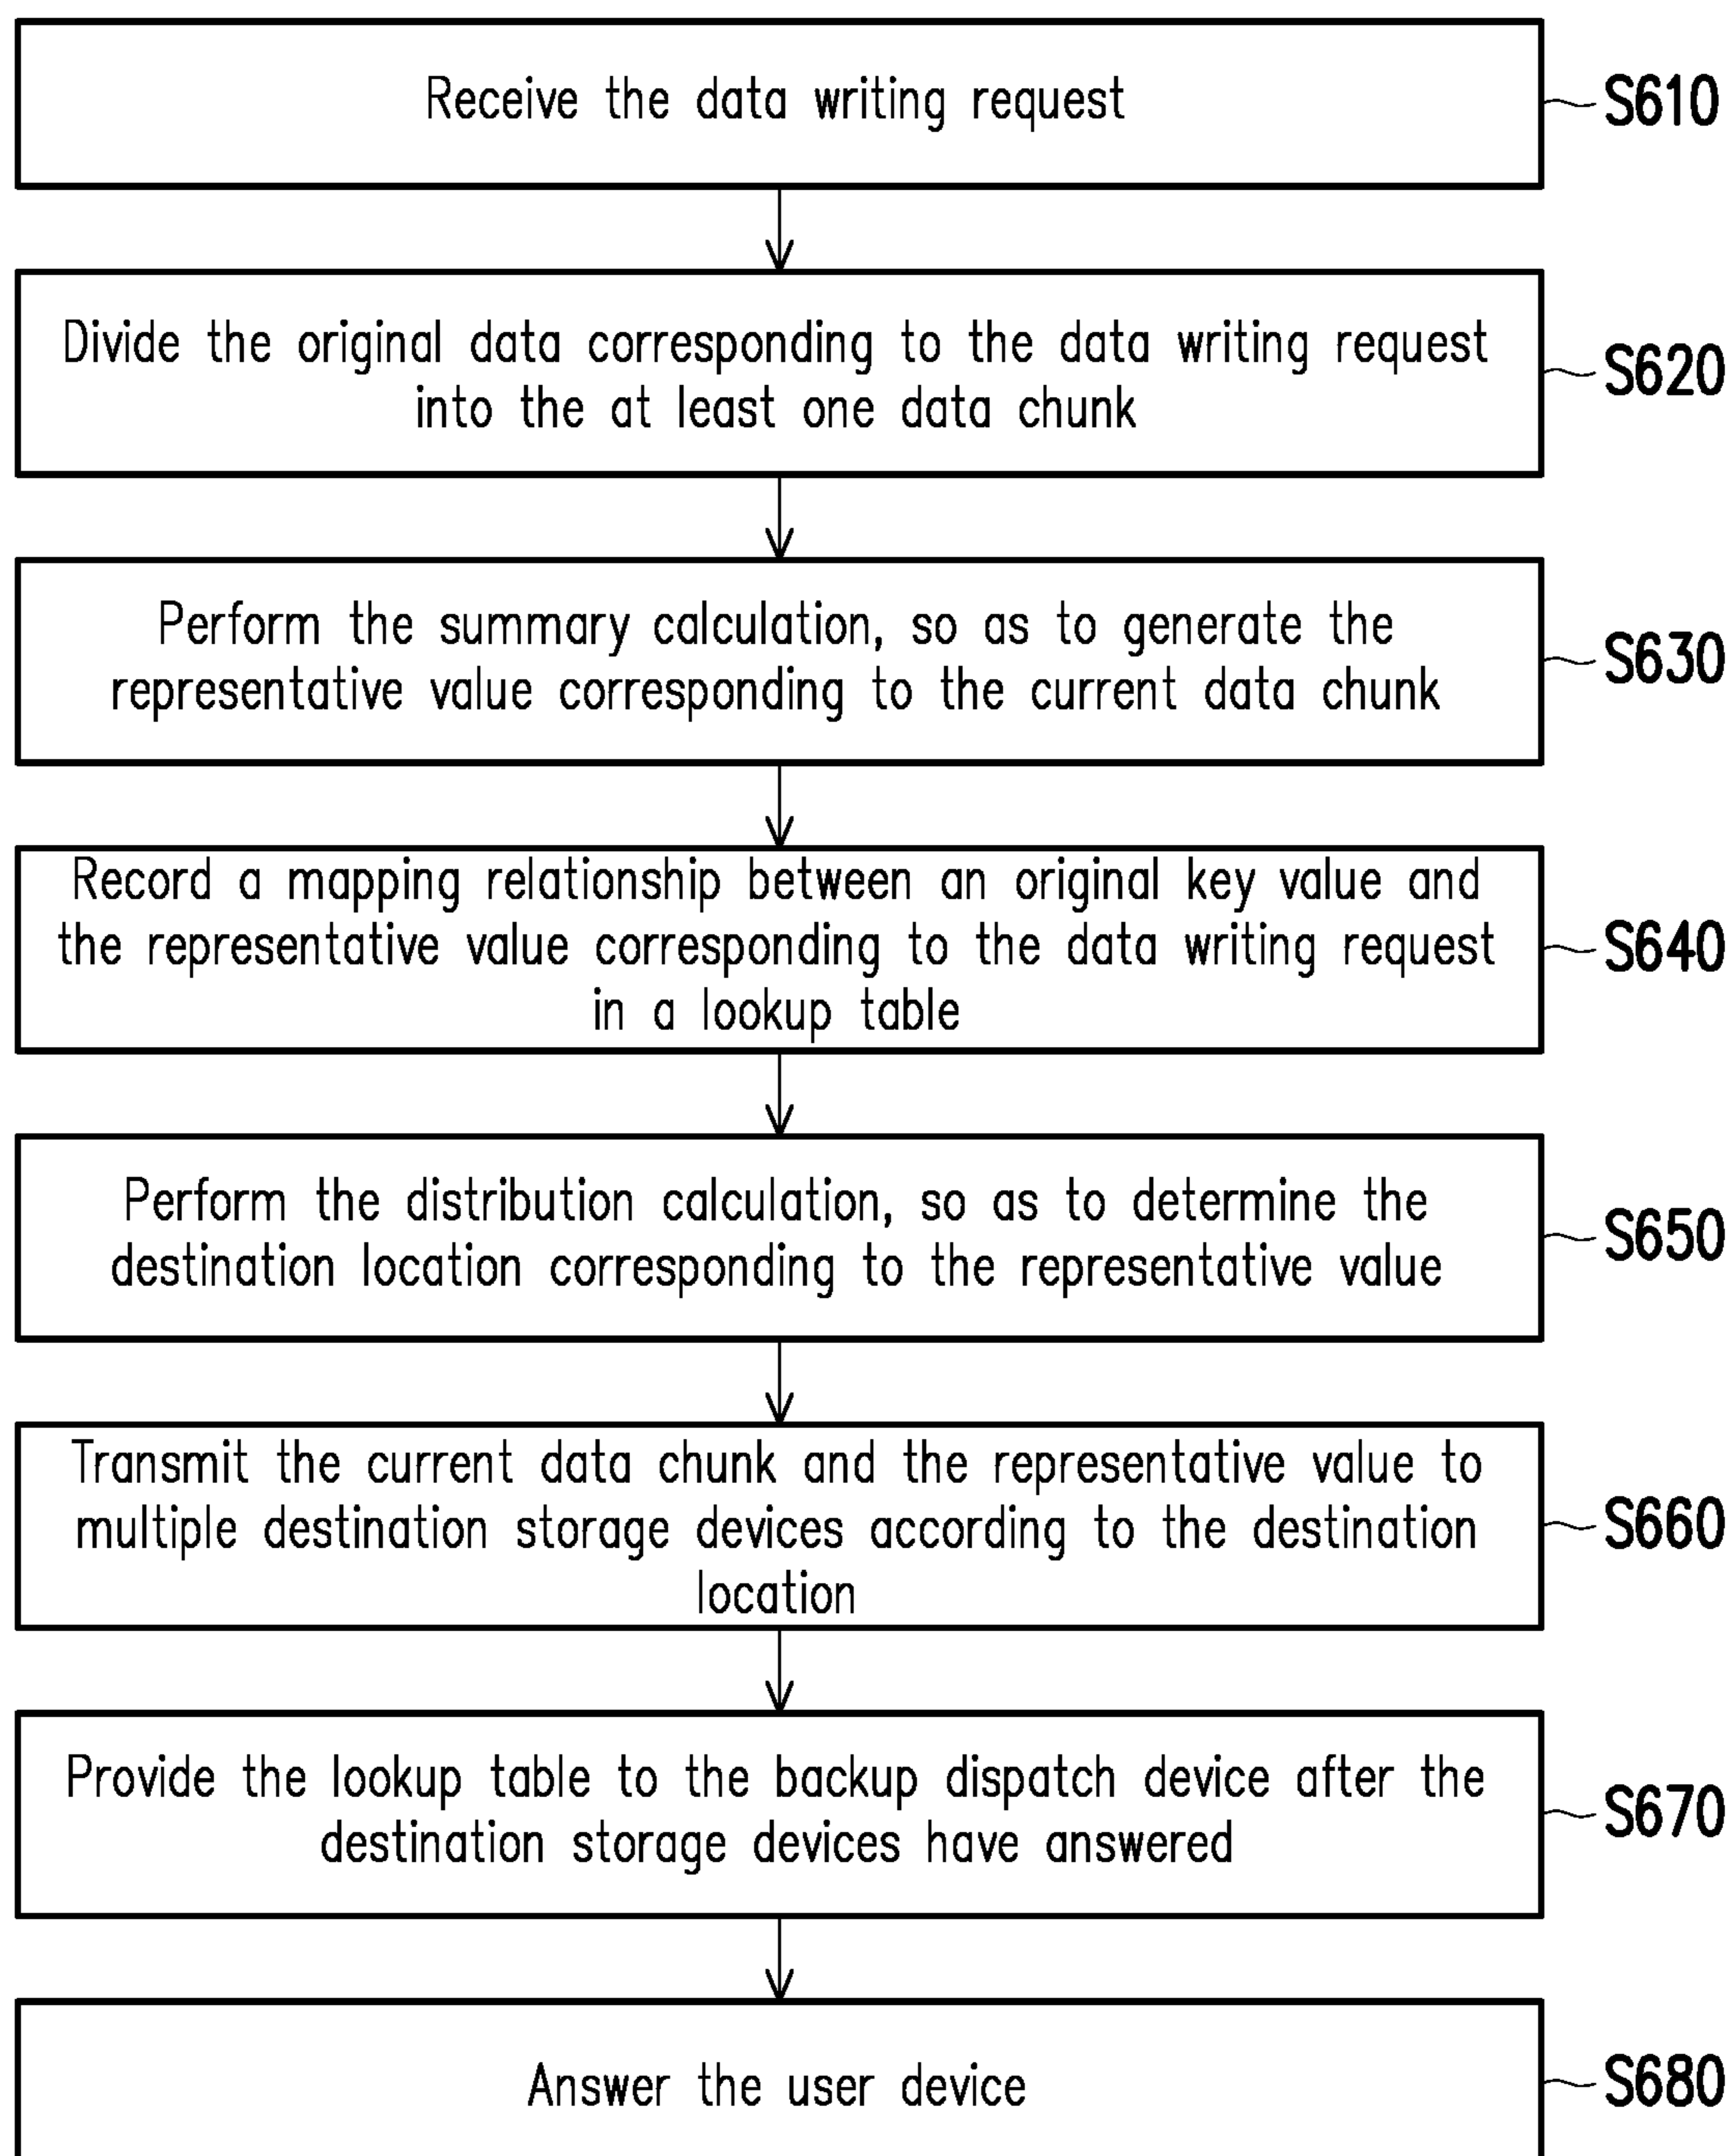 Receive the data writing request
S610
Divide the original data corresponding to the data writing request
into the at least one data chunk
S620
Perform the summary calculation, so as to generate the
representative value corresponding to the current data chunk
S630
Record a mapping relationship between an original key value and
the representative value corresponding to the data writing request
in a lookup table
S640
Perform the distribution calculation, so as to determine the
destination location corresponding to the representative value
S650
Transmit the current data chunk and the representative value to
multiple destination storage devices according to the destination
location
S660
Provide the lookup table to the backup dispatch device after the
destination storage devices have answered
S670
Answer the user device
S680